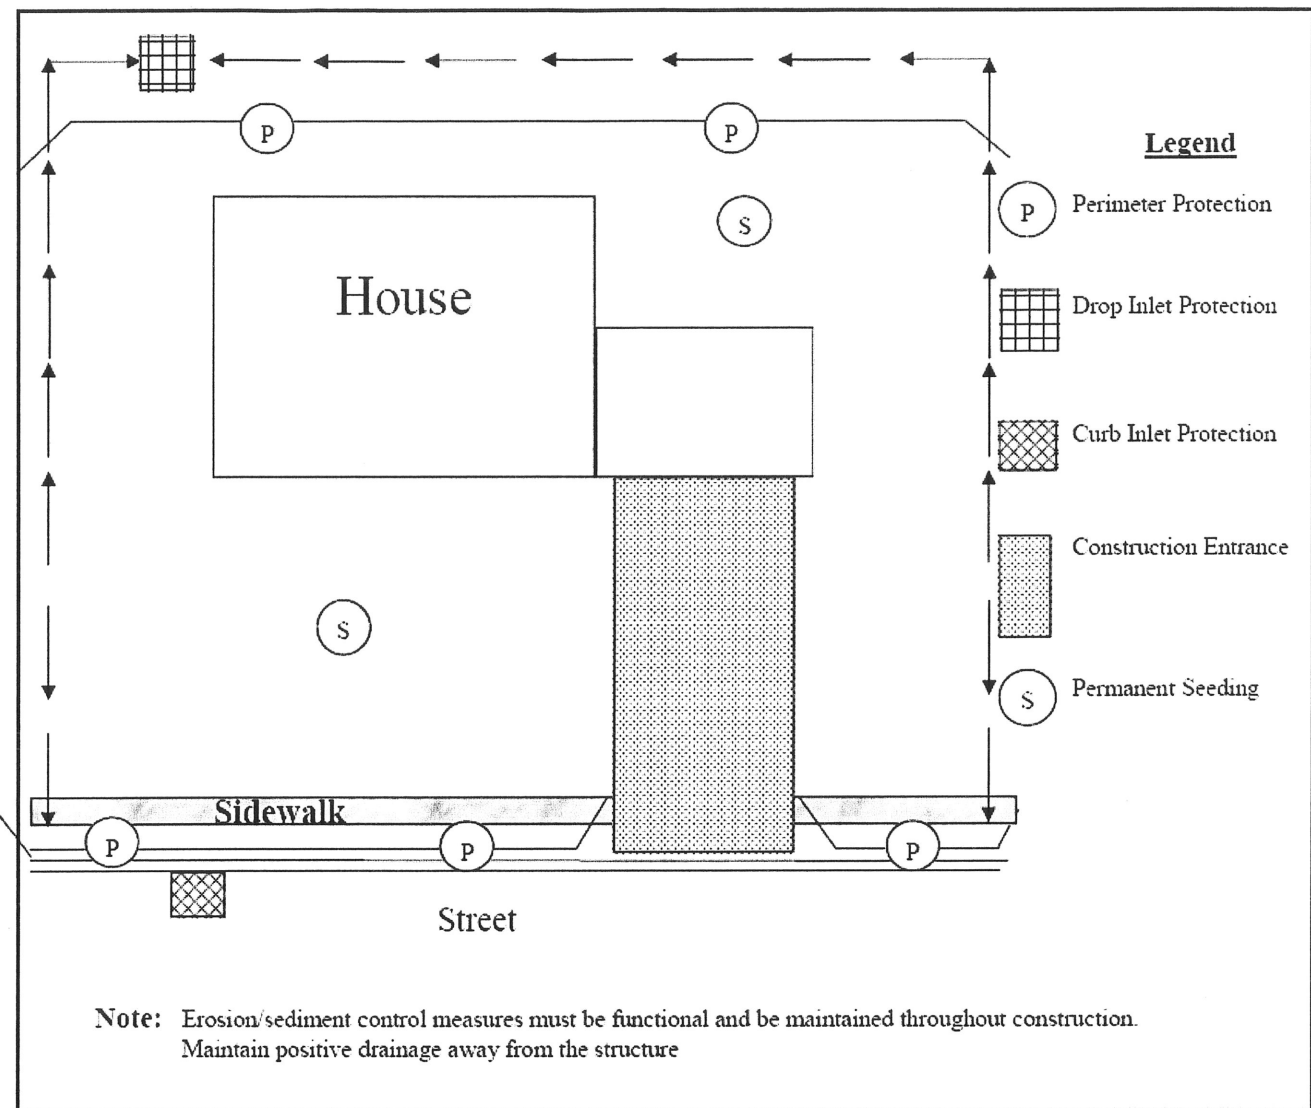 P
P
Legend
P
Perimeter Protection
S
House
Drop Inlet Protection
Curb Inlet Protection
Construction Entrance
S
S
Permanent Seeding
Sidewalk
P
P
P
Street
Note: Erosion/sediment control measures must be functional and be maintained throughout construction.
Maintain positive drainage away from the structure